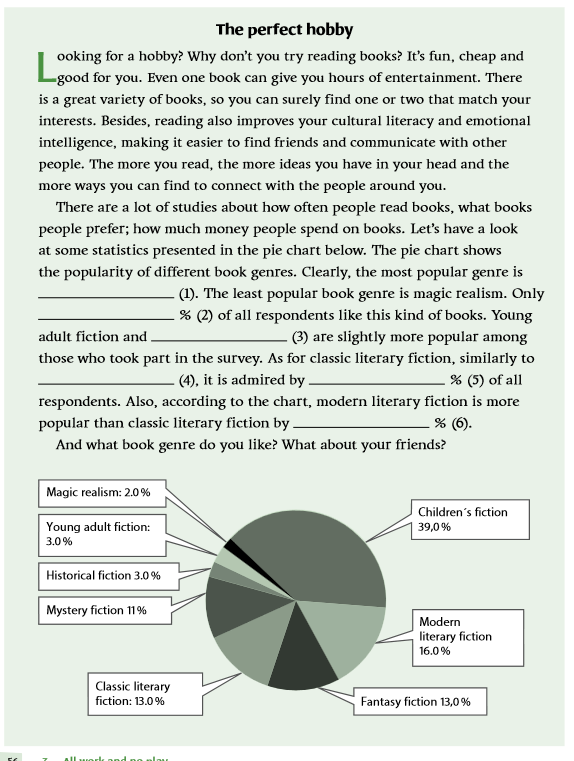 The perfect hobby
Looking for a hobby? Why don't you try reading books? It's fun, cheap and
good for you. Even one book can give you hours of entertainment. There
is a great variety of books, so you can surely find one or two that match your
interests. Besides, reading also improves your cultural literacy and emotional
intelligence, making it easier to find friends and communicate with other
people. The more you read, the more ideas you have in your head and the
more ways you can find to connect with the people around you.
There are a lot of studies about how often people read books, what books
people prefer; how much money people spend on books. Let's have a look
at some statistics presented in the pie chart below. The pie chart shows
the popularity of different book genres. Clearly, the most popular genre is
__________________ (1). The least popular book genre is magic realism. Only
__________________ % (2) of all respondents like this kind of books. Young
adult fiction and __________________ (3) are slightly more popular among
those who took part in the survey. As for classic literary fiction, similarly to
__________________ (4), it is admired by __________________ % (5) of all
respondents. Also, according to the chart, modern literary fiction is more
popular than classic literary fiction by __________________ % (6).
And what book genre do you like? What about your friends?
Magic realism: 2.0 %
Young adult fiction:
3.0 %
Historical fiction 3.0 %
Mystery fiction 11 %
Classic literary
fiction: 13.0 %
Children´s fiction
39,0 %
Modern
literary fiction
16.0 %
Fantasy fiction 13,0 %
56 7 All work and no play